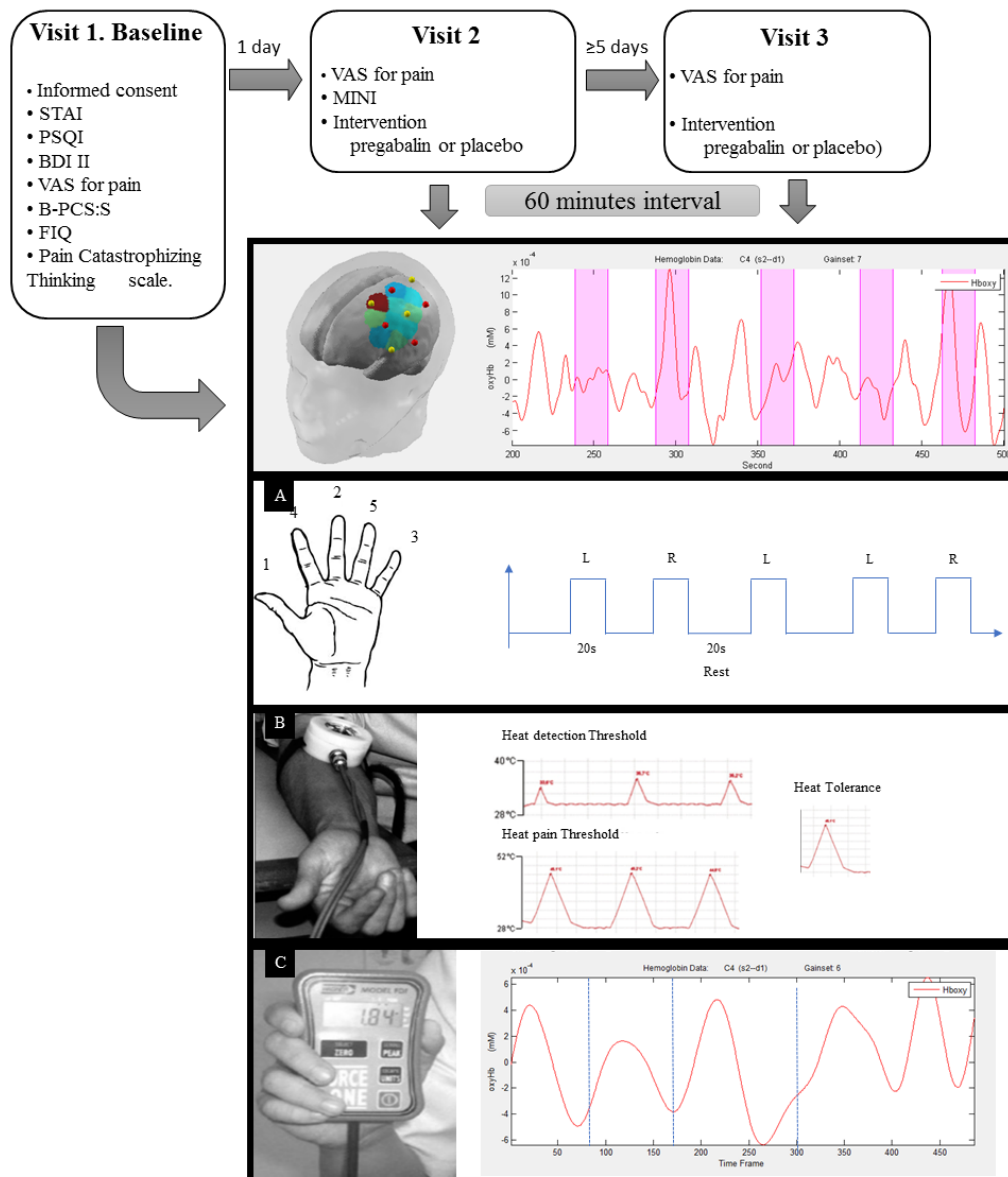 Visit 1. Baseline
• Informed consent
• STAI
• PSQI
• BDI II
• VAS for pain
• B-PCS:S
• FIQ
• Pain Catastrophizing
Thinking scale.
1 day
Visit 2
• VAS for pain
• MINI
• Intervention
pregabalin or placebo
≥5 days
Visit 3
• VAS for pain
• Intervention
pregabalin or placebo)
60 minutes interval
Hemoglobin Data: C4 (s2--d1) Gainset: 7
x 10⁻⁴
Hboxy
oxyHb (mM)
12
10
8
6
4
2
0
-2
-4
-6
200 250 300 350 400 450 500
Second
A
1
4
2
5
3
L R L L R
20s 20s
Rest
B
Heat detection Threshold
40°C
28°C
Heat pain Threshold
52°C
28°C
Heat Tolerance
C
1.84
ZERO
PEAK
UNITS
Hemoglobin Data: C4 (s2--d1) Gainset: 6
x 10⁻⁴
Hboxy
oxyHb (mM)
6
4
2
0
-2
-4
-6
50 100 150 200 250 300 350 400 450
Time Frame